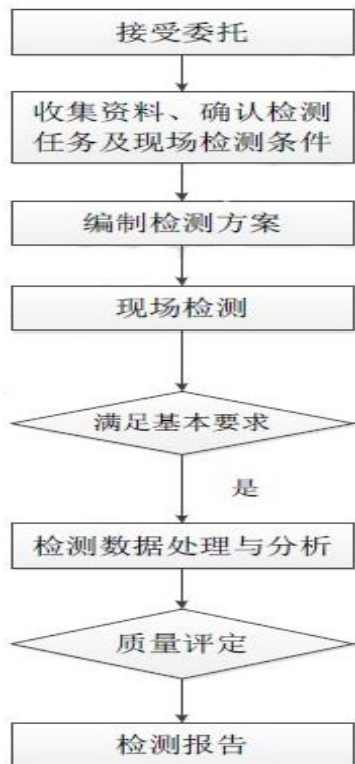 接受委托
收集资料、确认检测
任务及现场检测条件
编制检测方案
现场检测
满足基本要求
是
检测数据处理与分析
质量评定
检测报告